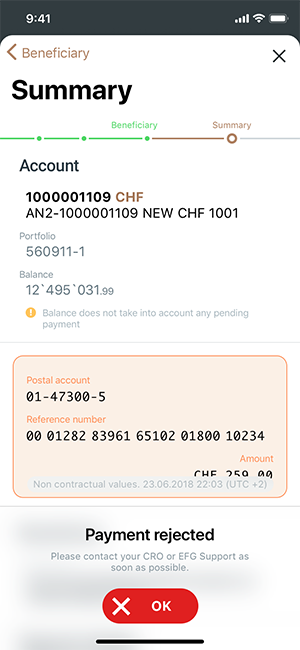 9:41
Beneficiary
Summary
Beneficiary
Summary
Account
1000001109 CHF
AN2-1000001109 NEW CHF 1001
Portfolio
560911-1
Balance
12`495`031.99
Balance does not take into account any pending
payment
Postal account
01-47300-5
Reference number
00 01282 83961 65102 01800 10234
Amount
CHF 259.00
Non contractual values. 23.06.2018 22:03 (UTC +2)
Payment rejected
Please contact your CRO or EFG Support as
soon as possible.
OK